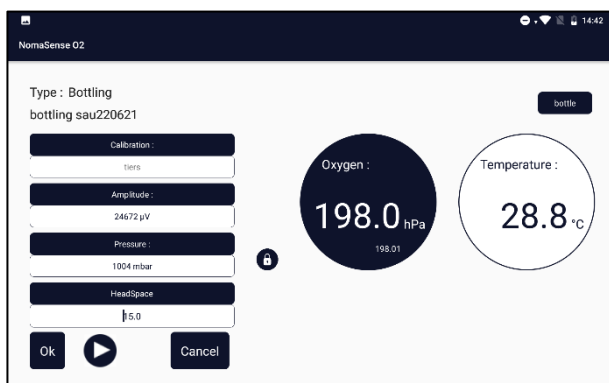 14:42
NomaSense O2
Type : Bottling
bottling sau220621
bottle
Calibration :
tiers
Amplitude :
24672 µV
Pressure :
1004 mbar
HeadSpace
15.0
Ok
Cancel
Oxygen :
198.0 hPa
198.01
Temperature :
28.8 °C